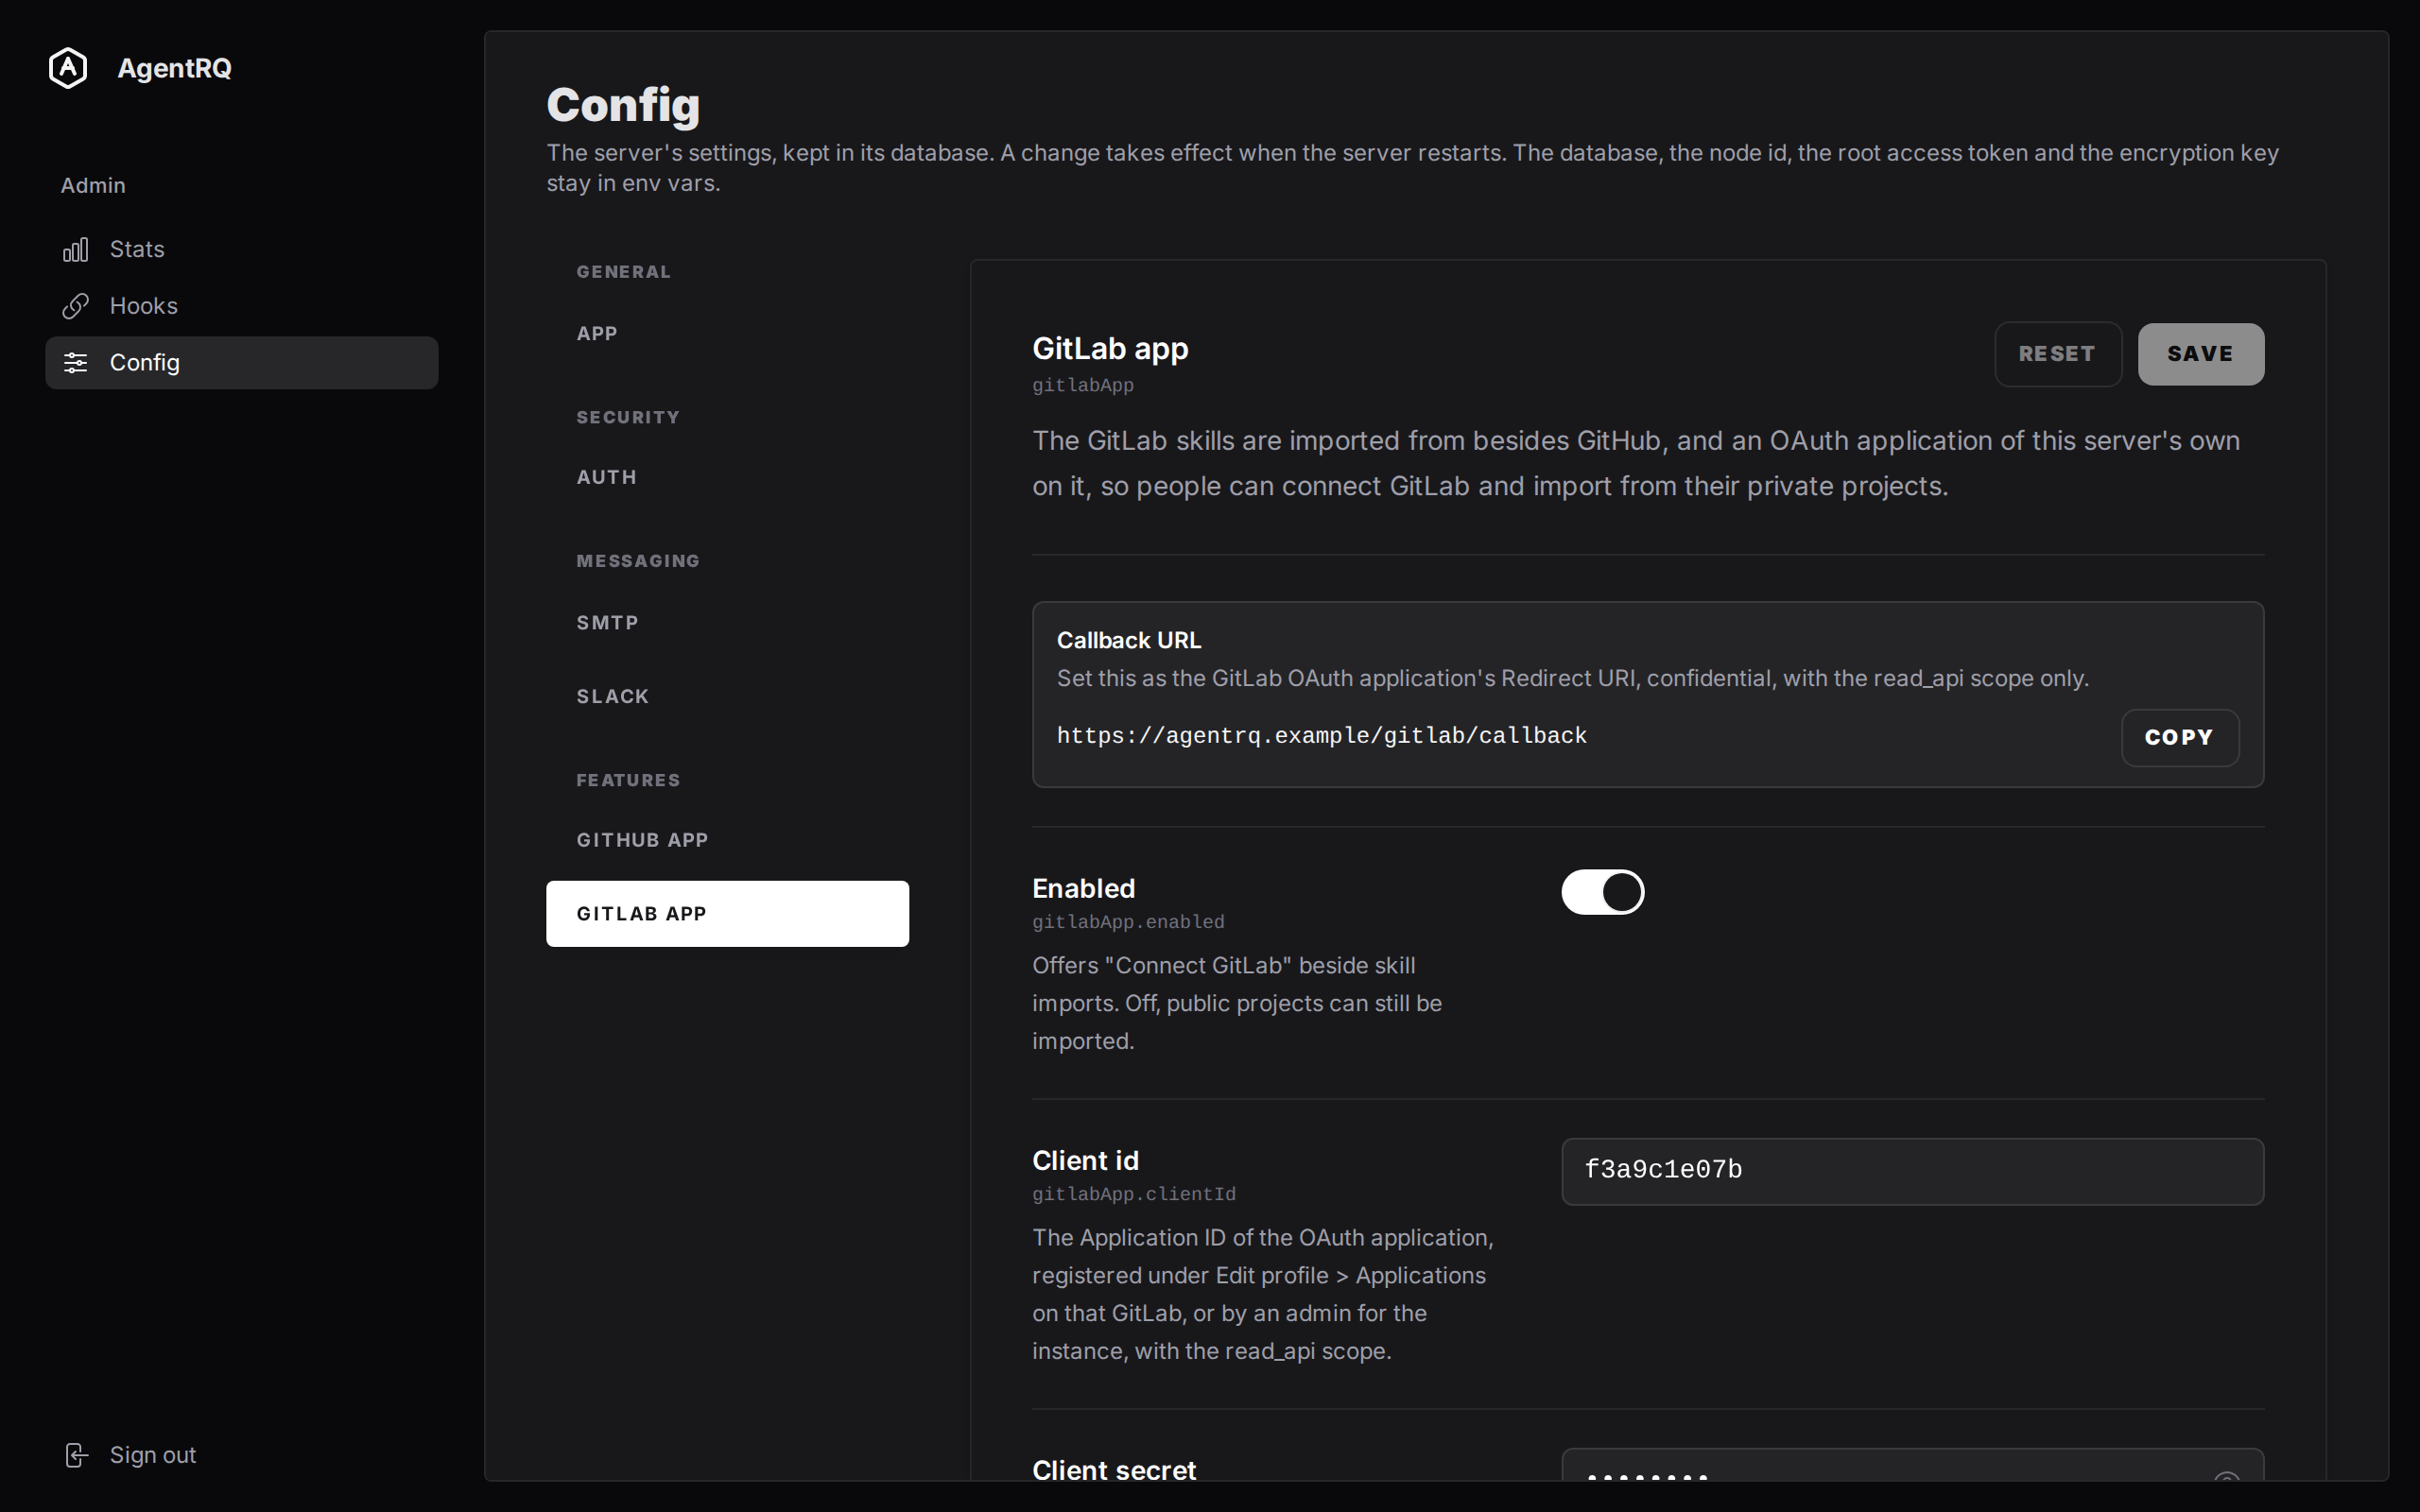 AgentRQ
Admin
Stats
Hooks
Config
Sign out
Config
The server's settings, kept in its database. A change takes effect when the server restarts. The database, the node id, the root access token and the encryption key
stay in env vars.
GENERAL
APP
SECURITY
AUTH
MESSAGING
SMTP
SLACK
FEATURES
GITHUB APP
GITLAB APP
GitLab app
gitlabApp
RESET
SAVE
The GitLab skills are imported from besides GitHub, and an OAuth application of this server's own
on it, so people can connect GitLab and import from their private projects.
Callback URL
Set this as the GitLab OAuth application's Redirect URI, confidential, with the read_api scope only.
https://agentrq.example/gitlab/callback
COPY
Enabled
gitlabApp.enabled
Offers "Connect GitLab" beside skill
imports. Off, public projects can still be
imported.
Client id
gitlabApp.clientId
The Application ID of the OAuth application,
registered under Edit profile > Applications
on that GitLab, or by an admin for the
instance, with the read_api scope.
f3a9c1e07b
Client secret